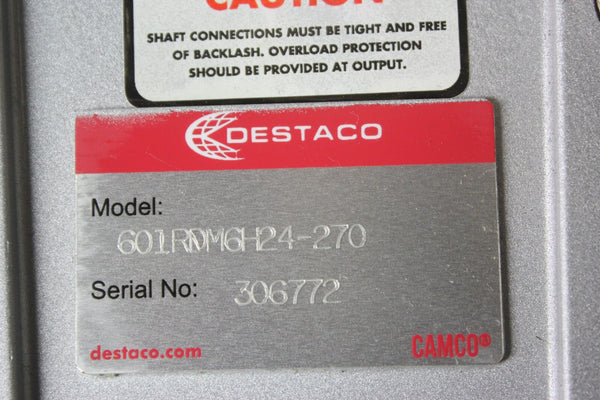 CAUTION
SHAFT CONNECTIONS MUST BE TIGHT AND FREE
OF BACKLASH. OVERLOAD PROTECTION
SHOULD BE PROVIDED AT OUTPUT.
DESTACO
Model:
601RDM6H24-270
Serial No: 306772
destaco.com
CAMCO®